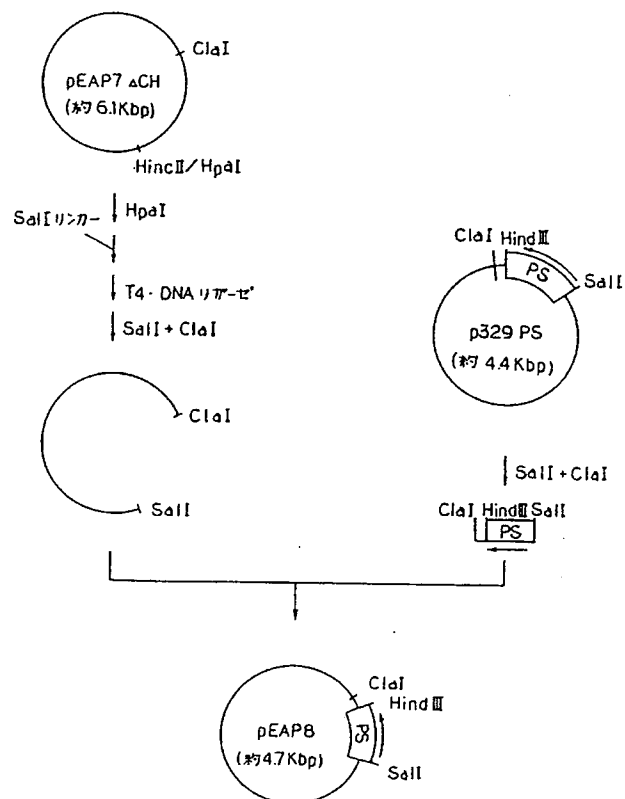 ClaI
pEAP7 △CH
(約6.1Kbp)
HincII/HpaI
HpaI
SalIリンカー
T4・DNAリガーゼ
SalI+ClaI
ClaI
SalI
ClaI HindⅢ
PS
SalI
p329 PS
(約4.4Kbp)
SalI+ClaI
ClaI HindⅢ SalI
PS
ClaI
HindⅢ
pEAP8
(約4.7Kbp)
PS
SalI